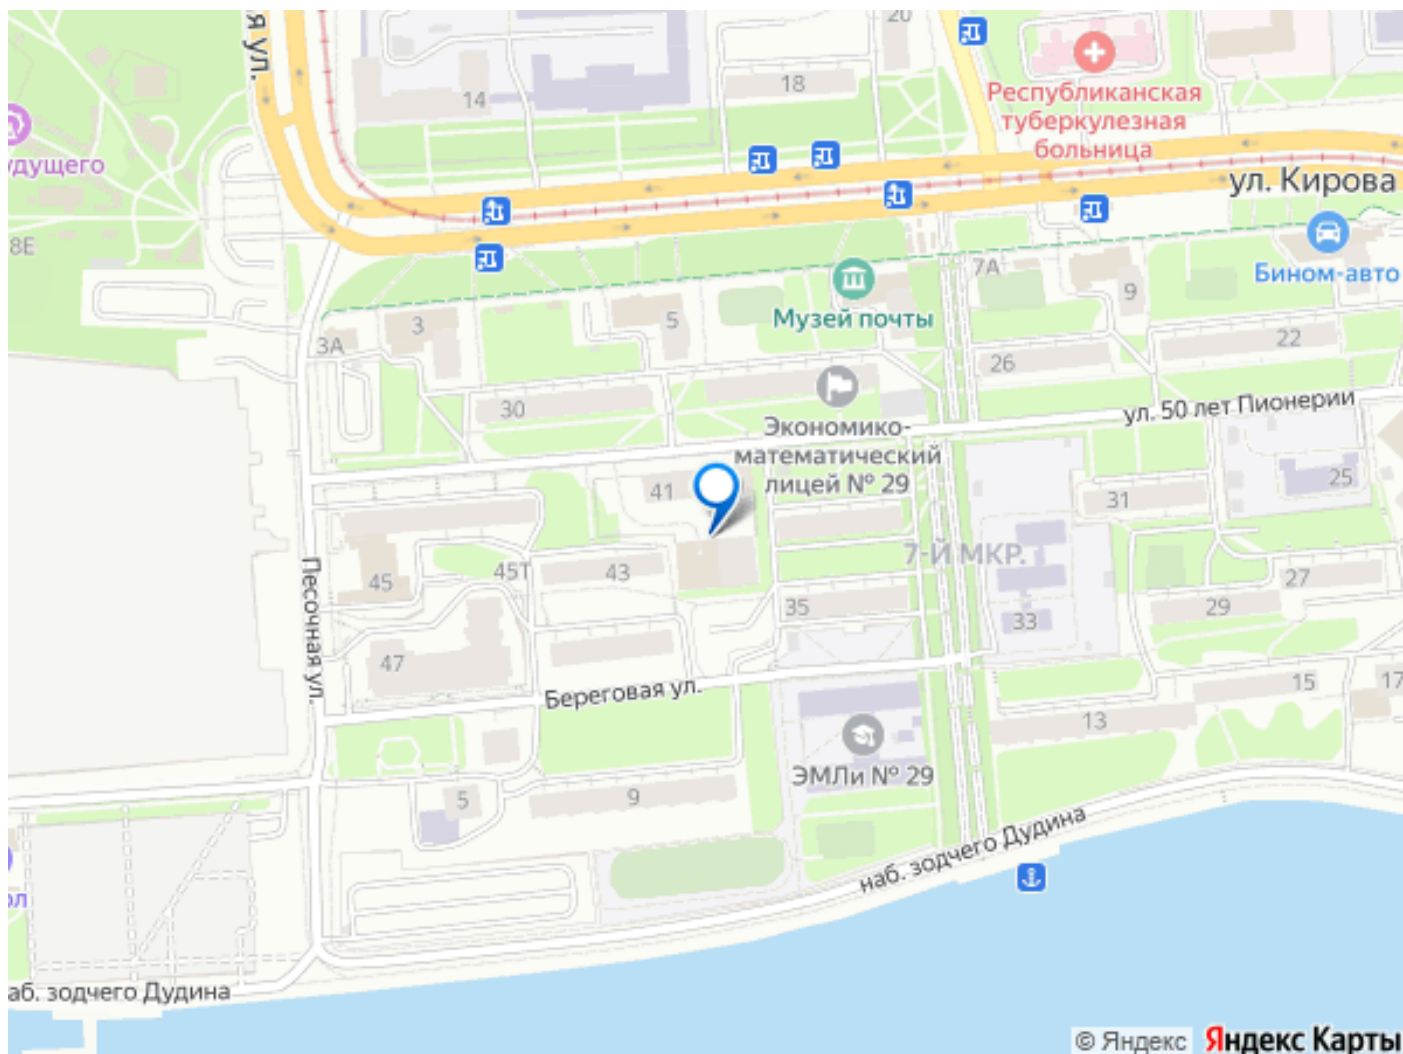 я ул.
20
18
14
Республиканская
туберкулезная
больница
удущего
ул. Кирова
8Е
7А
9
Бином-авто
Музей почты
3
5
3А
22
26
30
ул. 50 лет Пионерии
Экономико-
математический
лицей № 29
41
25
31
7-Й МКР.
45
45Т
43
27
35
29
33
Песочная ул.
47
Береговая ул.
15
17
13
ЭМЛи № 29
5
9
наб. зодчего Дудина
ол
аб. зодчего Дудина
© Яндекс Яндекс Карты